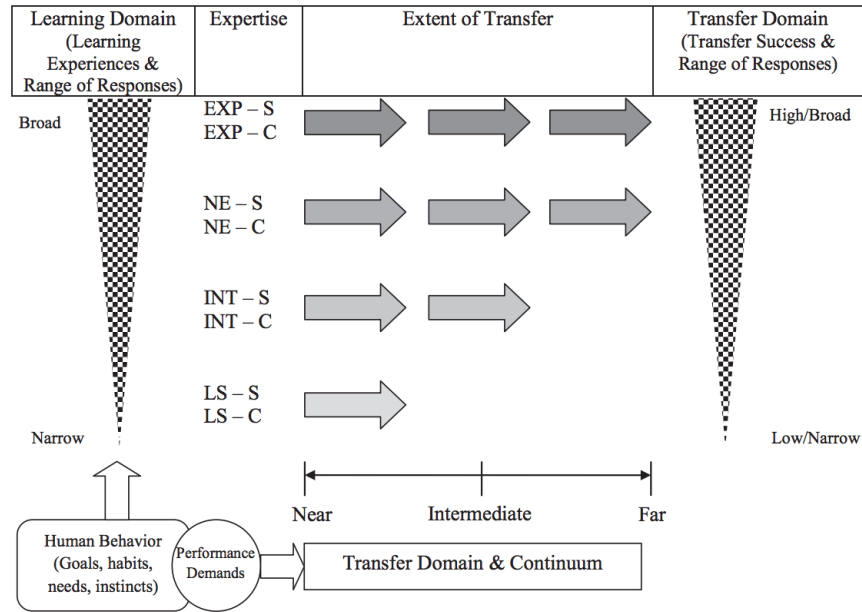 Learning Domain
(Learning
Experiences &
Range of Responses)
Expertise
Extent of Transfer
Transfer Domain
(Transfer Success &
Range of Responses)
Broad
EXP – S
EXP – C
High/Broad
NE – S
NE – C
INT – S
INT – C
LS – S
LS – C
Narrow
Low/Narrow
Near
Intermediate
Far
Human Behavior
(Goals, habits,
needs, instincts)
Performance
Demands
Transfer Domain & Continuum